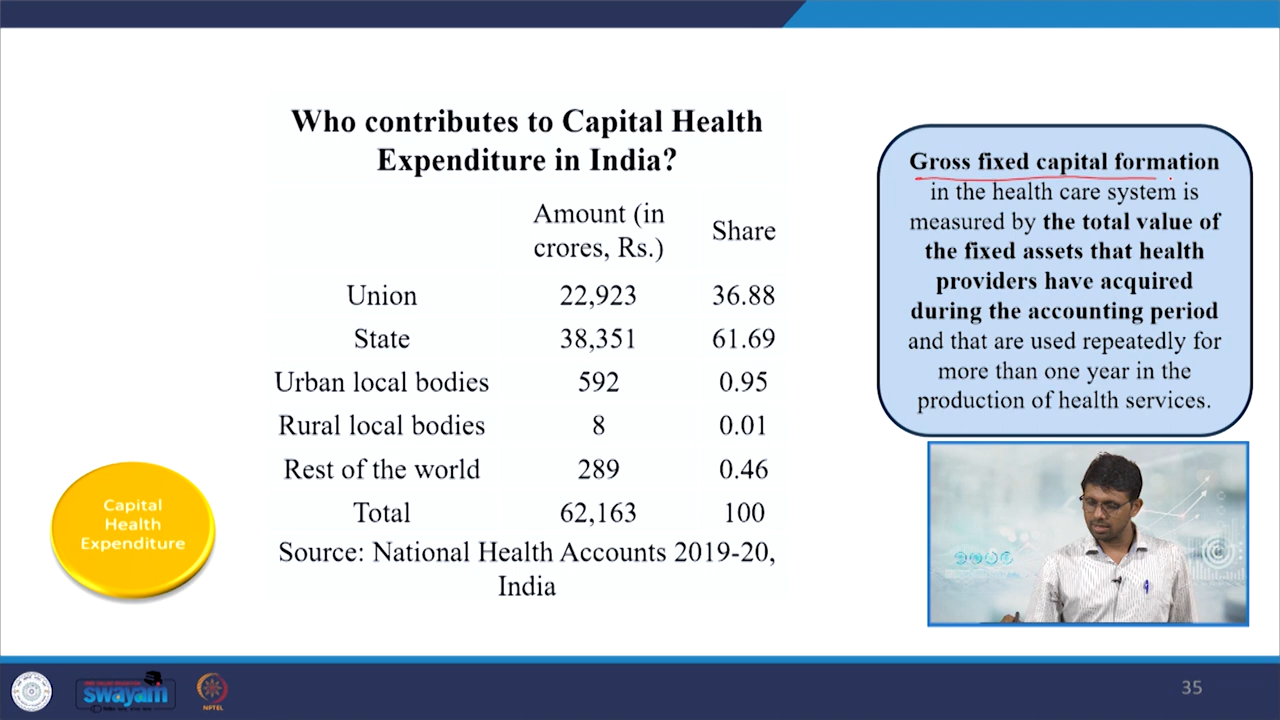 Who contributes to Capital Health
Expenditure in India?
Amount (in
crores, Rs.)
Share
Union 22,923 36.88
State 38,351 61.69
Urban local bodies 592 0.95
Rural local bodies 8 0.01
Rest of the world 289 0.46
Total 62,163 100
Source: National Health Accounts 2019-20,
India
Gross fixed capital formation
in the health care system is
measured by the total value of
the fixed assets that health
providers have acquired
during the accounting period
and that are used repeatedly for
more than one year in the
production of health services.
Capital
Health
Expenditure
swayam
NPTEL
35